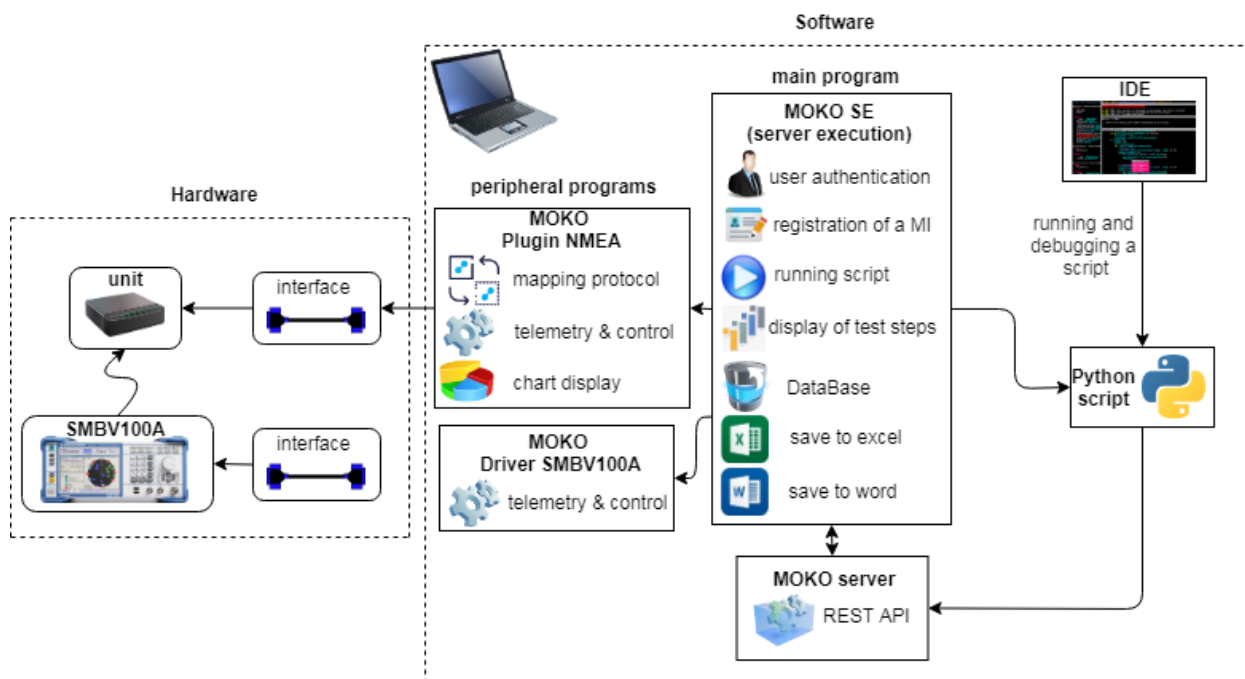 Software
main program
IDE
MOKO SE
(server execution)
user authentication
registration of a MI
running script
display of test steps
DataBase
save to excel
save to word
running and
debugging a
script
Python
script
Hardware
peripheral programs
MOKO
Plugin NMEA
mapping protocol
telemetry & control
chart display
unit
interface
SMBV100A
interface
MOKO
Driver SMBV100A
telemetry & control
MOKO server
REST API